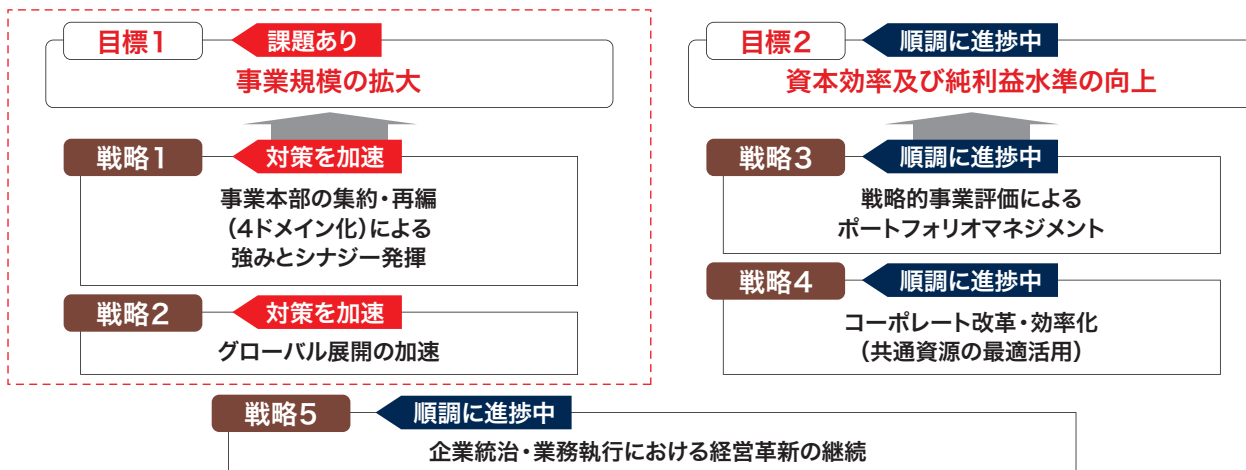 目標1
課題あり
事業規模の拡大
戦略1
対策を加速
事業本部の集約・再編
（4ドメイン化）による
強みとシナジー発揮
戦略2
対策を加速
グローバル展開の加速
目標2
順調に進捗中
資本効率及び純利益水準の向上
戦略3
順調に進捗中
戦略的事業評価による
ポートフォリオマネジメント
戦略4
順調に進捗中
コーポレート改革・効率化
（共通資源の最適活用）
戦略5
順調に進捗中
企業統治・業務執行における経営革新の継続